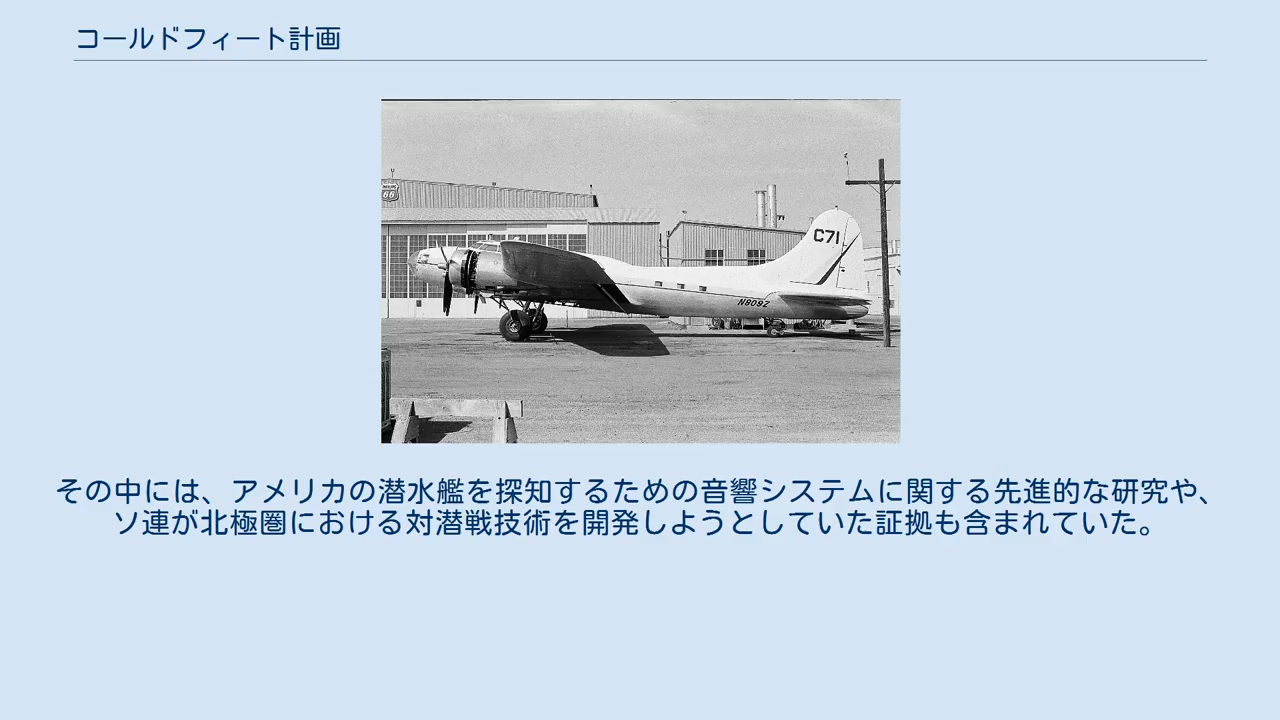 コールドフィート計画
66
C71
N809Z
その中には、アメリカの潜水艦を探知するための音響システムに関する先進的な研究や、
ソ連が北極圏における対潜戦技術を開発しようとしていた証拠も含まれていた。